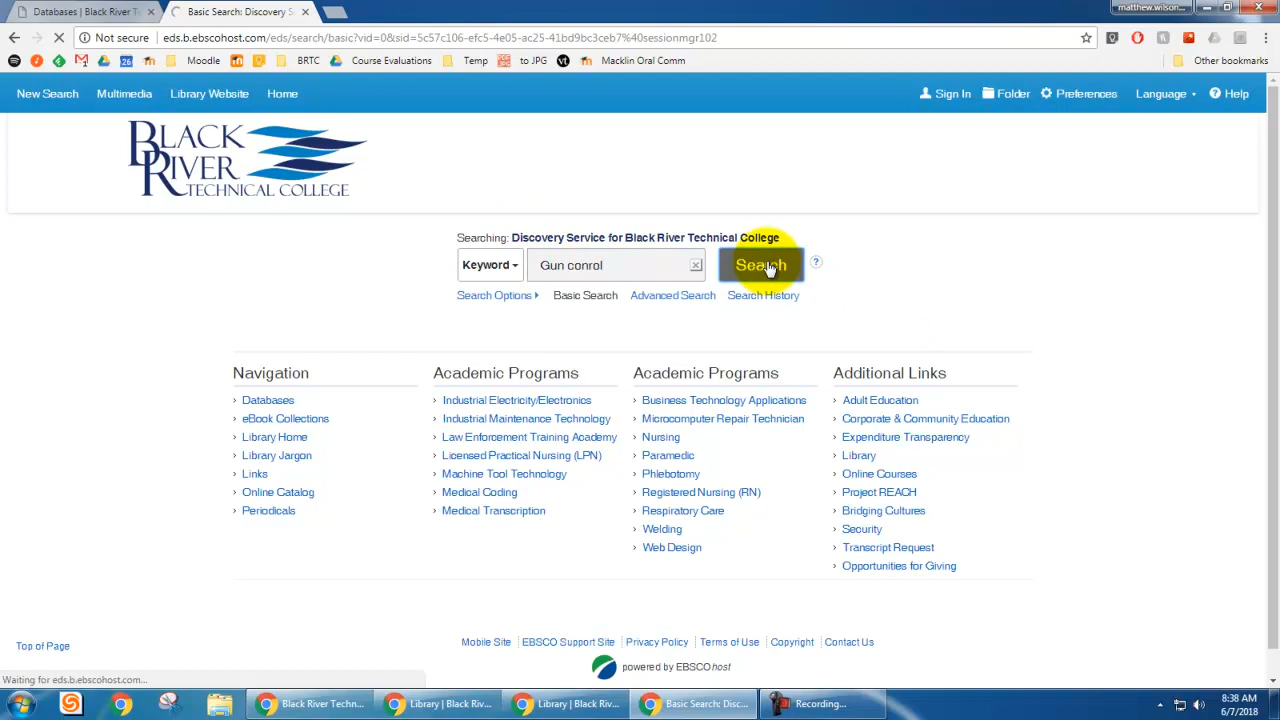 Databases | Black River T
Basic Search: Discovery S
matthew.wilson...
Not secure | eds.b.ebscohost.com/eds/search/basic?vid=0&sid=5c57c106-efc5-4e05-ac25-41bd9bc3ceb7%40sessionmgr102
Moodle BRTC Course Evaluations Temp to JPG Macklin Oral Comm Other bookmarks
New Search Multimedia Library Website Home Sign In Folder Preferences Language Help
BLACK
RIVER
TECHNICAL COLLEGE
Searching: Discovery Service for Black River Technical College
Keyword Gun conrol Search
Search Options Basic Search Advanced Search Search History
Navigation Academic Programs Academic Programs Additional Links
Databases Industrial Electricity/Electronics Business Technology Applications Adult Education
eBook Collections Industrial Maintenance Technology Microcomputer Repair Technician Corporate & Community Education
Library Home Law Enforcement Training Academy Nursing Expenditure Transparency
Library Jargon Licensed Practical Nursing (LPN) Paramedic Library
Links Machine Tool Technology Phlebotomy Online Courses
Online Catalog Medical Coding Registered Nursing (RN) Project REACH
Periodicals Medical Transcription Respiratory Care Bridging Cultures
Welding Security
Web Design Transcript Request
Opportunities for Giving
Top of Page
Mobile Site EBSCO Support Site Privacy Policy Terms of Use Copyright Contact Us
powered by EBSCOhost
Waiting for eds.b.ebscohost.com...
Black River Techn... Library | Black Riv... Library | Black Riv... Basic Search: Disc... Recording...
8:38 AM
6/7/2018